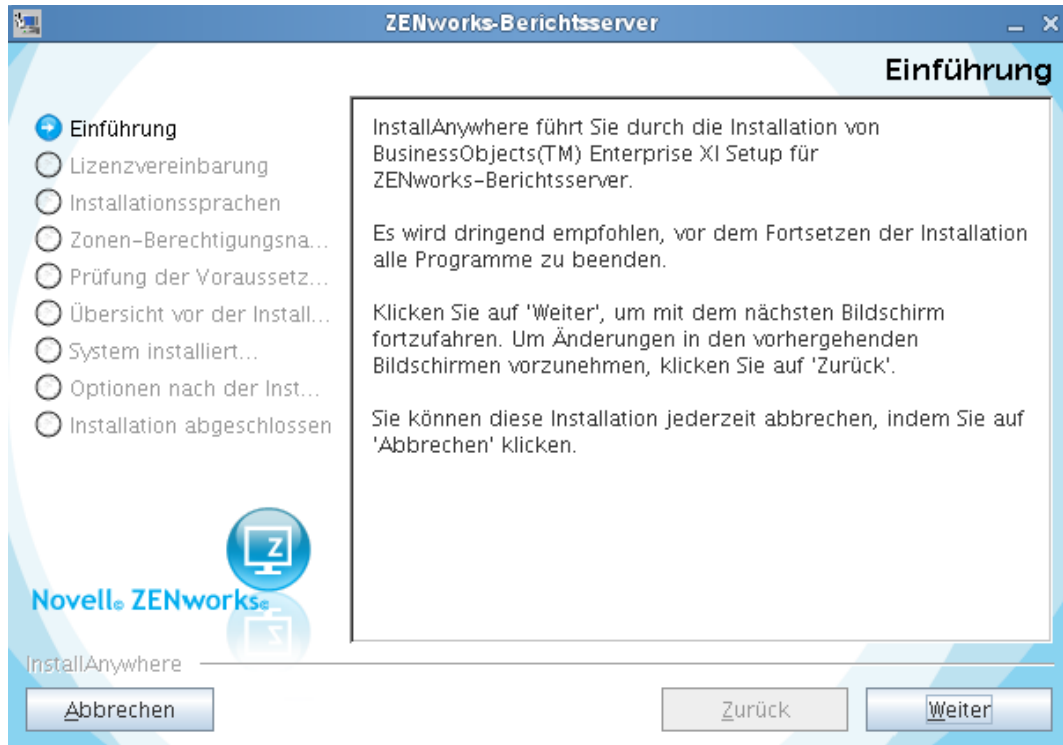 ZENworks-Berichtsserver
Einführung
Einführung
Lizenzvereinbarung
Installationssprachen
Zonen-Berechtigungsna...
Prüfung der Voraussetz...
Übersicht vor der Install...
System installiert...
Optionen nach der Inst...
Installation abgeschlossen
InstallAnywhere führt Sie durch die Installation von
BusinessObjects(TM) Enterprise XI Setup für
ZENworks-Berichtsserver.
Es wird dringend empfohlen, vor dem Fortsetzen der Installation
alle Programme zu beenden.
Klicken Sie auf 'Weiter', um mit dem nächsten Bildschirm
fortzufahren. Um Änderungen in den vorhergehenden
Bildschirmen vorzunehmen, klicken Sie auf 'Zurück'.
Sie können diese Installation jederzeit abbrechen, indem Sie auf
'Abbrechen' klicken.
Z
Novell® ZENworks®
InstallAnywhere
Abbrechen
Zurück
Weiter